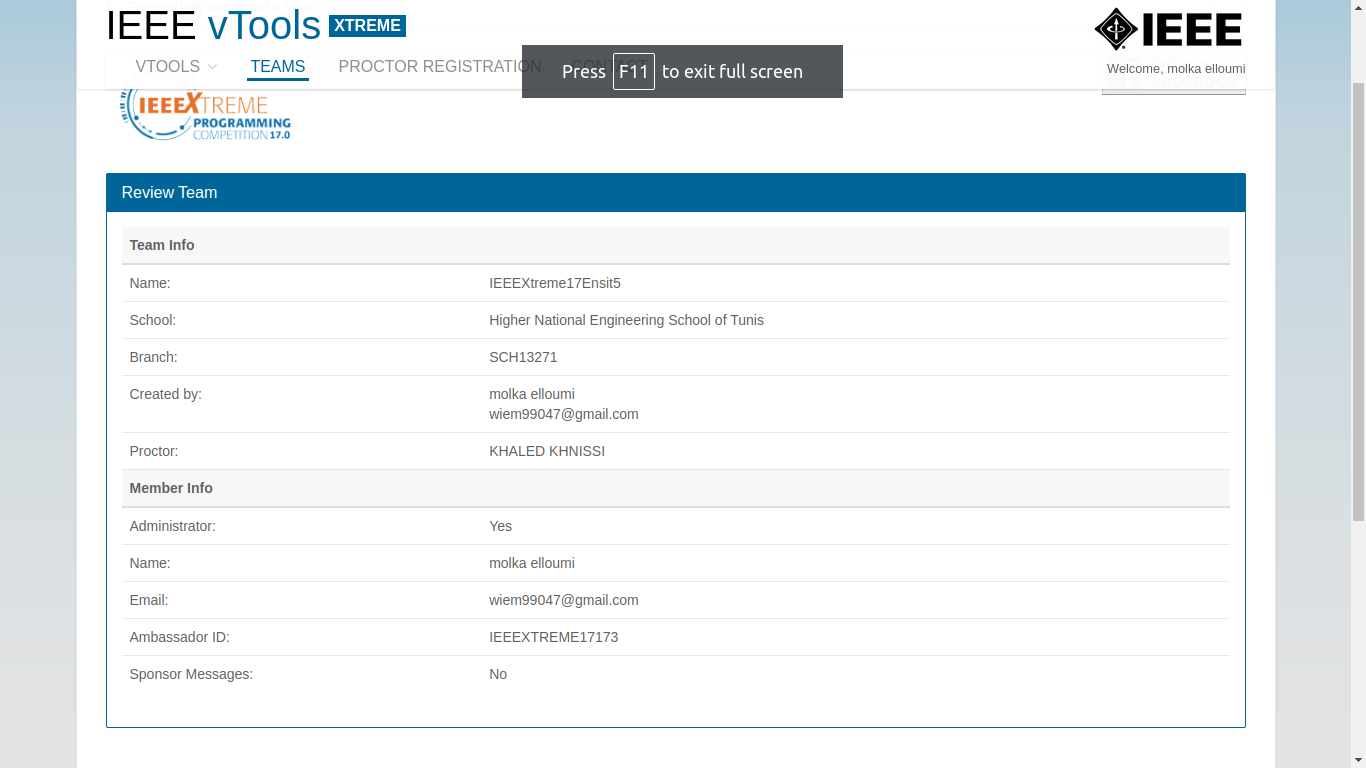 IEEE vTools XTREME
IEEE
VTOOLS TEAMS PROCTOR REGISTRATION CONTACT
Press F11 to exit full screen
Welcome, molka elloumi
IEEEXTREME
PROGRAMMING
COMPETITION 17.0
Review Team
Team Info
Name: IEEEXtreme17Ensit5
School: Higher National Engineering School of Tunis
Branch: SCH13271
Created by: molka elloumi
wiem99047@gmail.com
Proctor: KHALED KHNISSI
Member Info
Administrator: Yes
Name: molka elloumi
Email: wiem99047@gmail.com
Ambassador ID: IEEEXTREME17173
Sponsor Messages: No